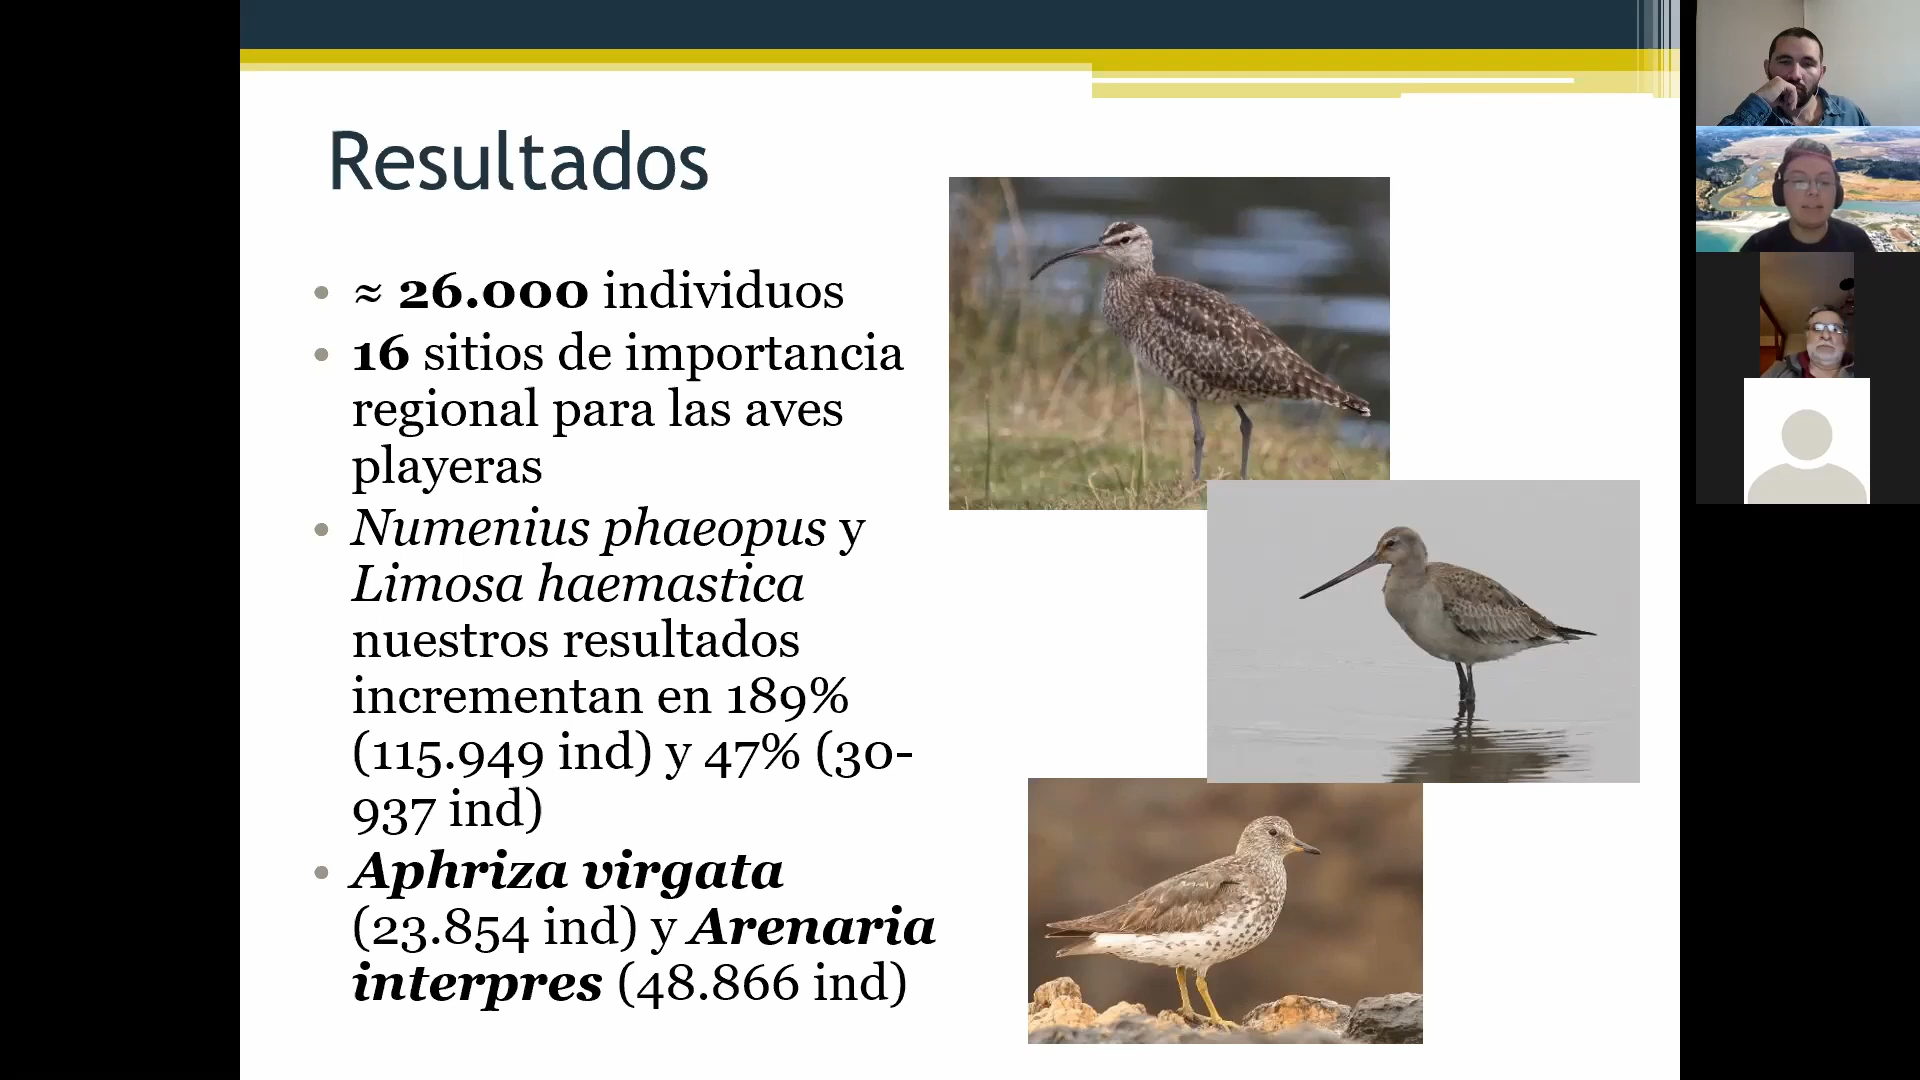 Resultados
≈ 26.000 individuos
16 sitios de importancia
regional para las aves
playeras
Numenius phaeopus y
Limosa haemastica
nuestros resultados
incrementan en 189%
(115.949 ind) y 47% (30-
937 ind)
Aphriza virgata
(23.854 ind) y Arenaria
interpres (48.866 ind)